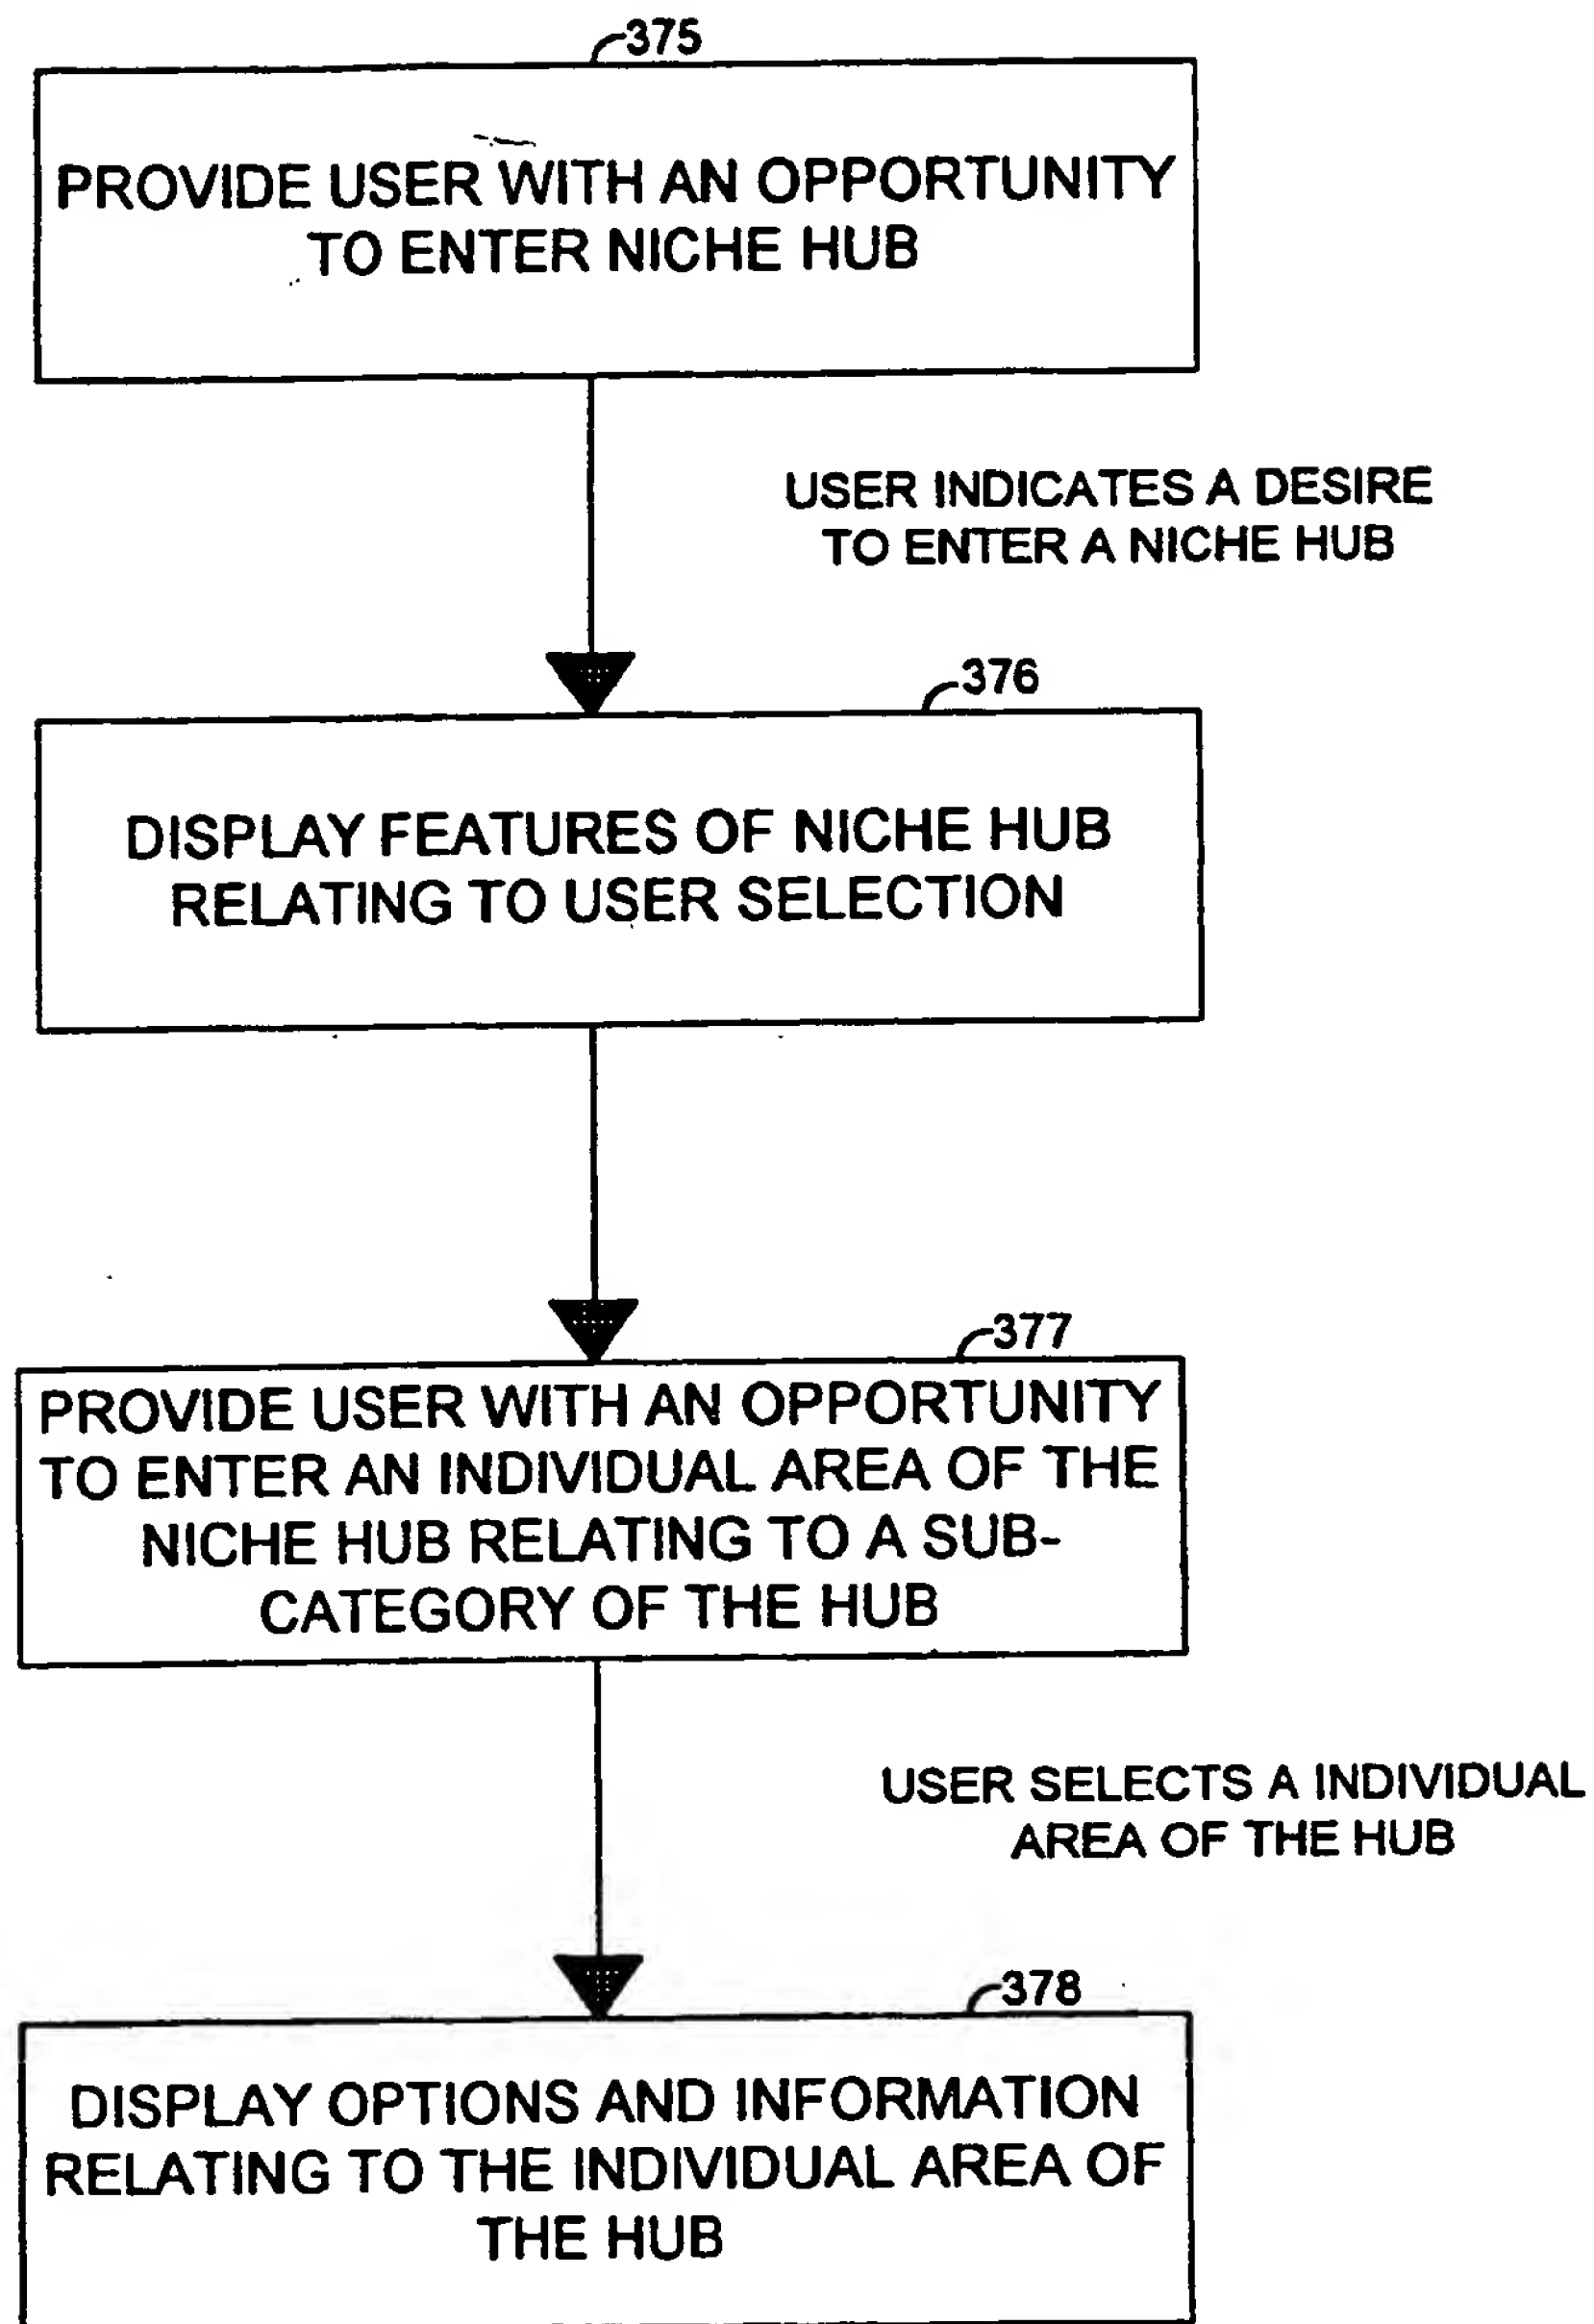 375
PROVIDE USER WITH AN OPPORTUNITY
TO ENTER NICHE HUB
USER INDICATES A DESIRE
TO ENTER A NICHE HUB
376
DISPLAY FEATURES OF NICHE HUB
RELATING TO USER SELECTION
377
PROVIDE USER WITH AN OPPORTUNITY
TO ENTER AN INDIVIDUAL AREA OF THE
NICHE HUB RELATING TO A SUB-
CATEGORY OF THE HUB
USER SELECTS A INDIVIDUAL
AREA OF THE HUB
378
DISPLAY OPTIONS AND INFORMATION
RELATING TO THE INDIVIDUAL AREA OF
THE HUB